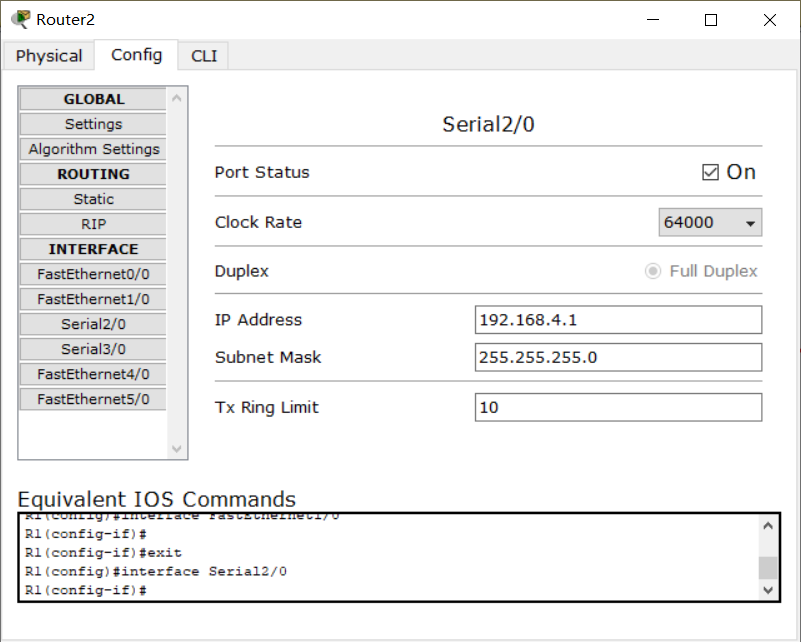 Router2
Physical Config CLI
GLOBAL
Settings
Algorithm Settings
ROUTING
Static
RIP
INTERFACE
FastEthernet0/0
FastEthernet1/0
Serial2/0
Serial3/0
FastEthernet4/0
FastEthernet5/0
Serial2/0
Port Status On
Clock Rate 64000
Duplex Full Duplex
IP Address 192.168.4.1
Subnet Mask 255.255.255.0
Tx Ring Limit 10
Equivalent IOS Commands
R1(config)#interface FastEthernet1/0
R1(config-if)#
R1(config-if)#exit
R1(config)#interface Serial2/0
R1(config-if)#